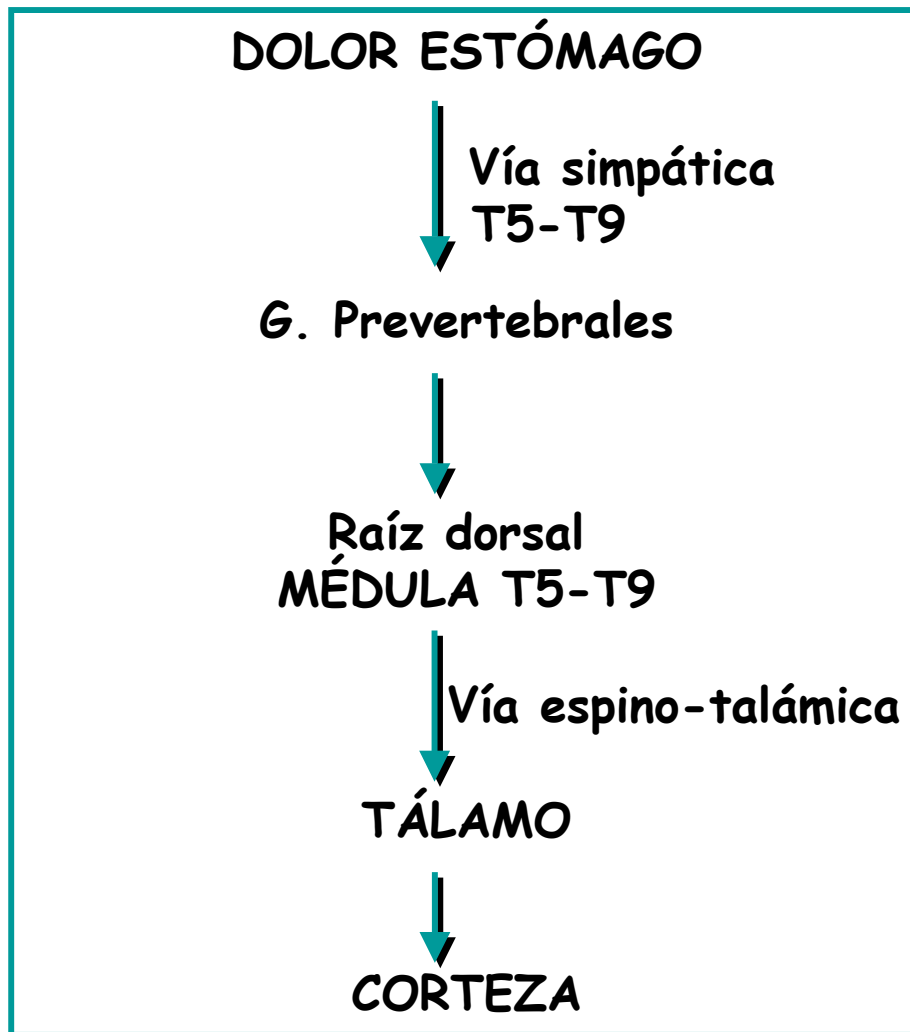 DOLOR ESTÓMAGO
Vía simpática
T5-T9
G. Prevertebrales
Raíz dorsal
MÉDULA T5-T9
Vía espino-talámica
TÁLAMO
CORTEZA